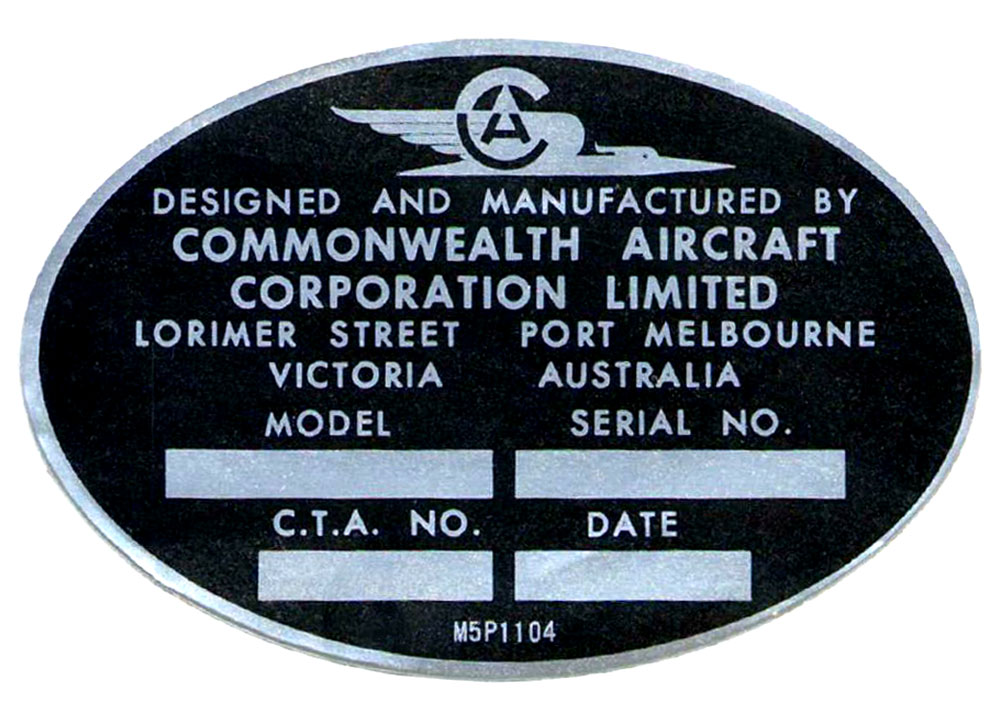 CAC
DESIGNED AND MANUFACTURED BY
COMMONWEALTH AIRCRAFT
CORPORATION LIMITED
LORIMER STREET PORT MELBOURNE
VICTORIA AUSTRALIA
MODEL SERIAL NO.
C.T.A. NO. DATE
M5P1104